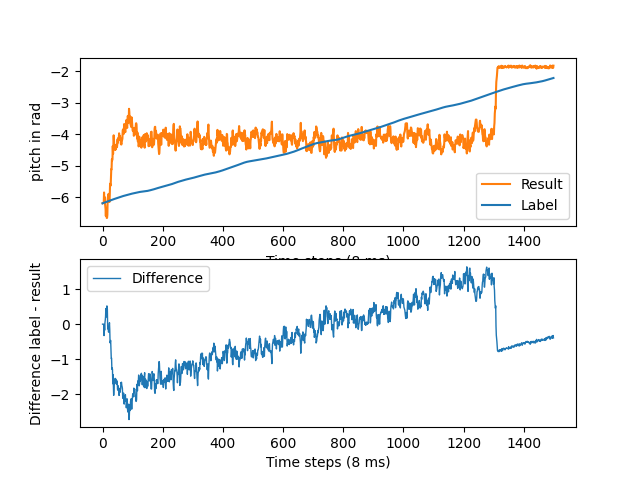 pitch in rad
−2
−3
−4
−5
−6
Result
Label
0 200 400 600 800 1000 1200 1400
Time steps (8 ms)
Difference label - result
1
0
−1
−2
Difference
0 200 400 600 800 1000 1200 1400
Time steps (8 ms)